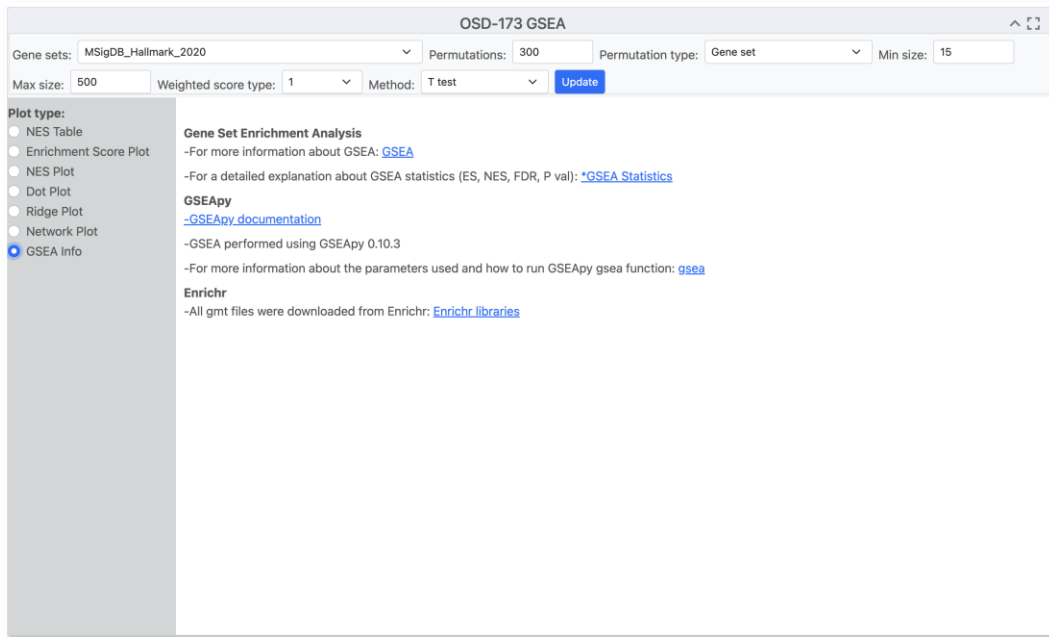 OSD-173 GSEA
Gene sets: MSigDB_Hallmark_2020 Permutations: 300 Permutation type: Gene set Min size: 15
Max size: 500 Weighted score type: 1 Method: T test Update
Plot type:
NES Table
Enrichment Score Plot
NES Plot
Dot Plot
Ridge Plot
Network Plot
GSEA Info
Gene Set Enrichment Analysis
-For more information about GSEA: GSEA
-For a detailed explanation about GSEA statistics (ES, NES, FDR, P val): *GSEA Statistics
GSEApy
-GSEApy documentation
-GSEA performed using GSEApy 0.10.3
-For more information about the parameters used and how to run GSEApy gsea function: gsea
Enrichr
-All gmt files were downloaded from Enrichr: Enrichr libraries